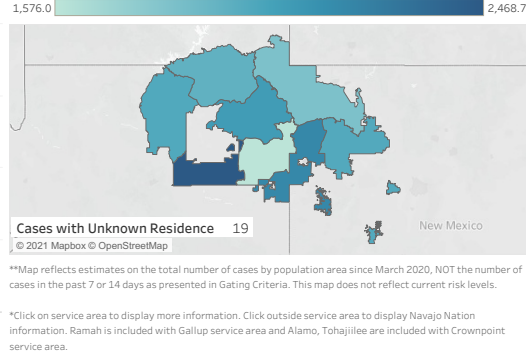 1,576.0 2,468.7
Cases with Unknown Residence 19
New Mexico
© 2021 Mapbox © OpenStreetMap
**Map reflects estimates on the total number of cases by population area since March 2020, NOT the number of
cases in the past 7 or 14 days as presented in Gating Criteria. This map does not reflect current risk levels.
*Click on service area to display more information. Click outside service area to display Navajo Nation
information. Ramah is included with Gallup service area and Alamo, Tohajiilee are included with Crownpoint
service area.